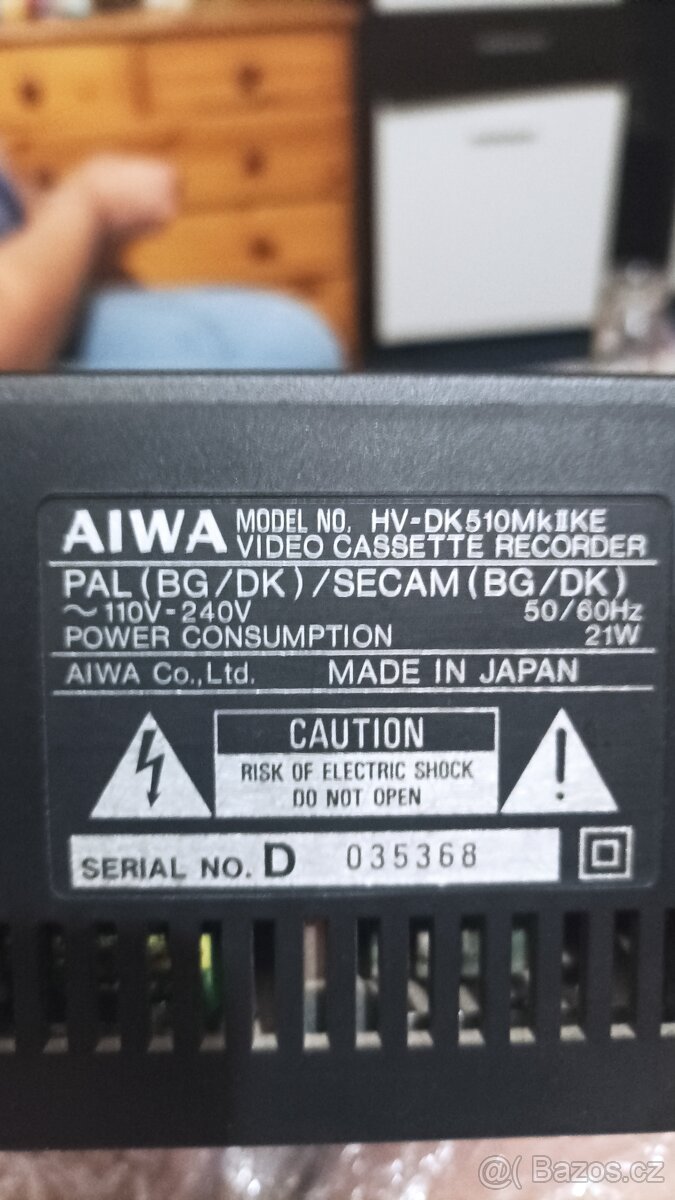 AIWA MODEL NO. HV-DK510MkⅡKE
VIDEO CASSETTE RECORDER
PAL(BG/DK)/SECAM(BG/DK)
~110V-240V 50/60Hz
POWER CONSUMPTION 21W
AIWA Co.,Ltd. MADE IN JAPAN
CAUTION
RISK OF ELECTRIC SHOCK
DO NOT OPEN
SERIAL NO. D 035368
@ Bazos.cz